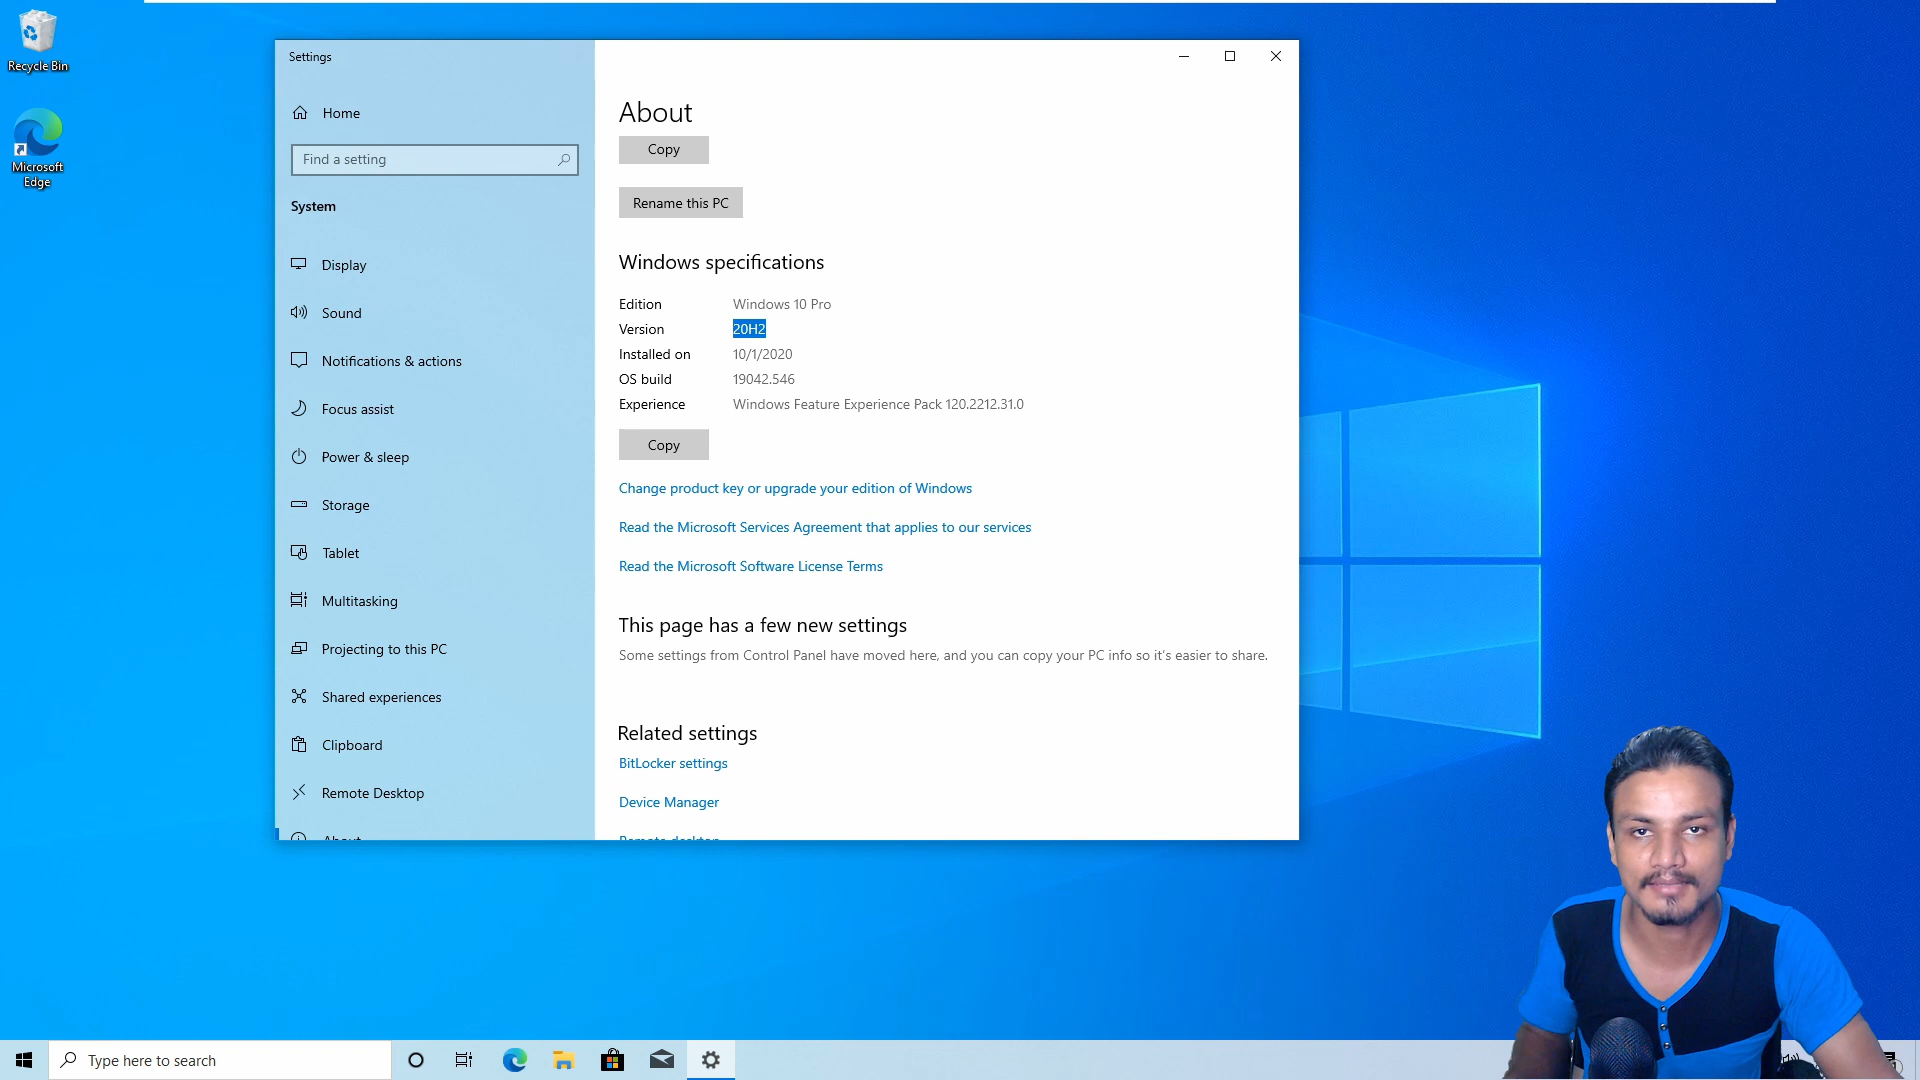 Recycle Bin
Microsoft
Edge
Settings
Home
Find a setting
System
Display
Sound
Notifications & actions
Focus assist
Power & sleep
Storage
Tablet
Multitasking
Projecting to this PC
Shared experiences
Clipboard
Remote Desktop
About
About
Copy
Rename this PC
Windows specifications
Edition Windows 10 Pro
Version 20H2
Installed on 10/1/2020
OS build 19042.546
Experience Windows Feature Experience Pack 120.2212.31.0
Copy
Change product key or upgrade your edition of Windows
Read the Microsoft Services Agreement that applies to our services
Read the Microsoft Software License Terms
This page has a few new settings
Some settings from Control Panel have moved here, and you can copy your PC info so it's easier to share.
Related settings
BitLocker settings
Device Manager
Remote desktop
Type here to search